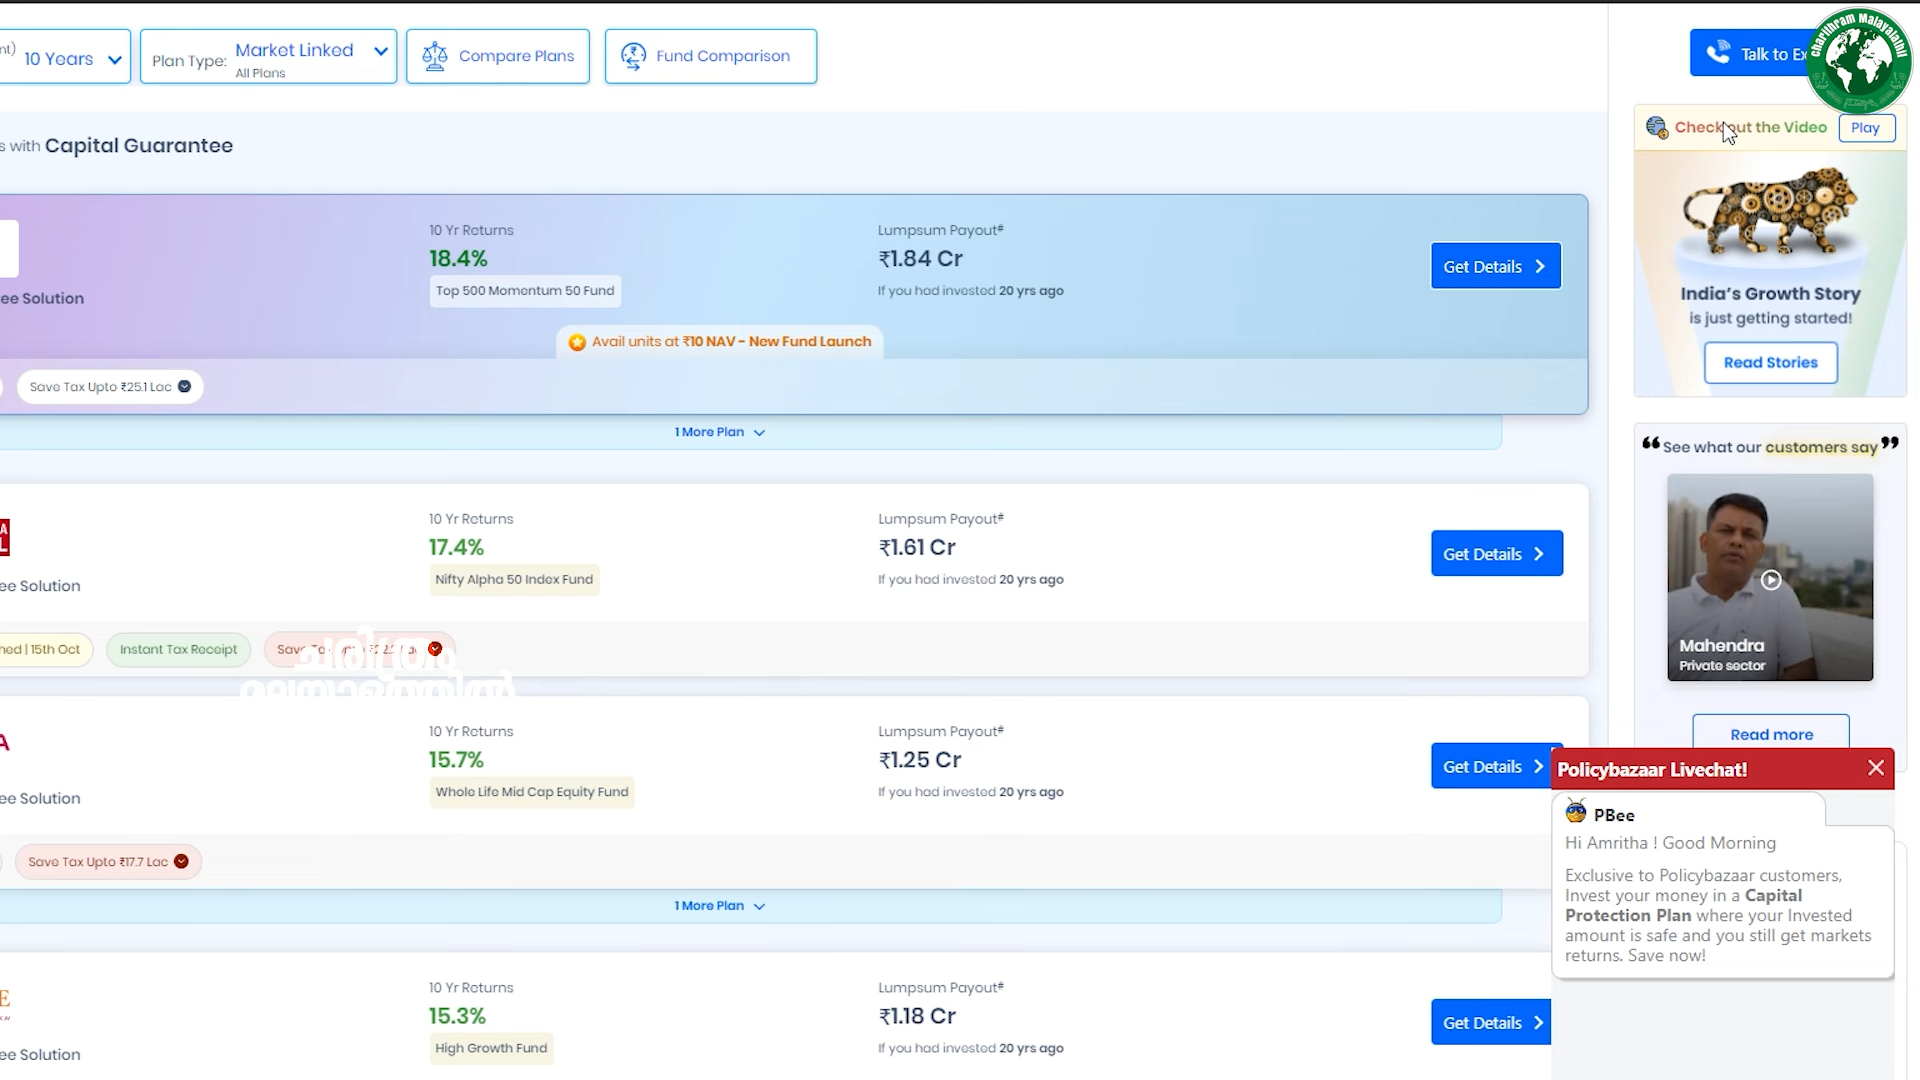 nt)
10 Years
Plan Type:
Market Linked
All Plans
Compare Plans
Fund Comparison
Talk to Ex
Charithram Malayalathil
s with Capital Guarantee
Check out the Video
Play
10 Yr Returns
18.4%
Top 500 Momentum 50 Fund
Lumpsum Payout#
₹1.84 Cr
If you had invested 20 yrs ago
Get Details
ee Solution
Avail units at ₹10 NAV - New Fund Launch
Save Tax Upto ₹25.1 Lac
1 More Plan
India's Growth Story
is just getting started!
Read Stories
“ See what our customers say ”
Mahendra
Private sector
Read more
A
L
ee Solution
10 Yr Returns
17.4%
Nifty Alpha 50 Index Fund
Lumpsum Payout#
₹1.61 Cr
If you had invested 20 yrs ago
Get Details
hed | 15th Oct
Instant Tax Receipt
ചരിത്രം
മലയാളത്തിൽ
A
ee Solution
10 Yr Returns
15.7%
Whole Life Mid Cap Equity Fund
Lumpsum Payout#
₹1.25 Cr
If you had invested 20 yrs ago
Get Details
Save Tax Upto ₹17.7 Lac
1 More Plan
E
ee Solution
10 Yr Returns
15.3%
High Growth Fund
Lumpsum Payout#
₹1.18 Cr
If you had invested 20 yrs ago
Get Details
Policybazaar Livechat!
PBee
Hi Amritha ! Good Morning
Exclusive to Policybazaar customers,
Invest your money in a Capital
Protection Plan where your Invested
amount is safe and you still get markets
returns. Save now!